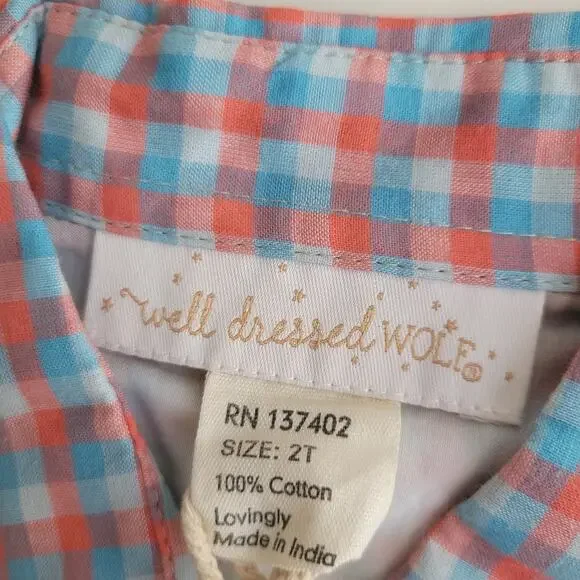 well dressed WOLF®
RN 137402
SIZE: 2T
100% Cotton
Lovingly
Made in India